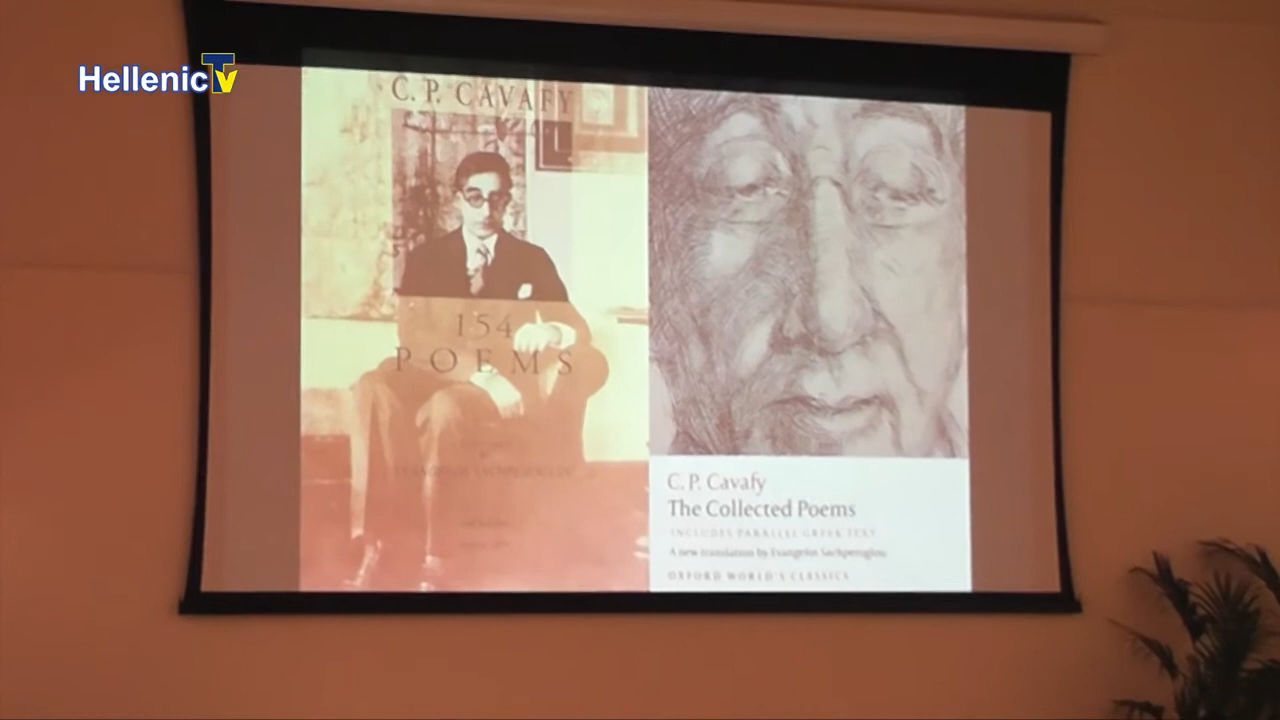 HellenicTv
C. P. CAVAFY
154
POEMS
C. P. Cavafy
The Collected Poems
INCLUDES PARALLEL GREEK TEXT
A new translation by Evangelos Sachperoglou
OXFORD WORLD'S CLASSICS